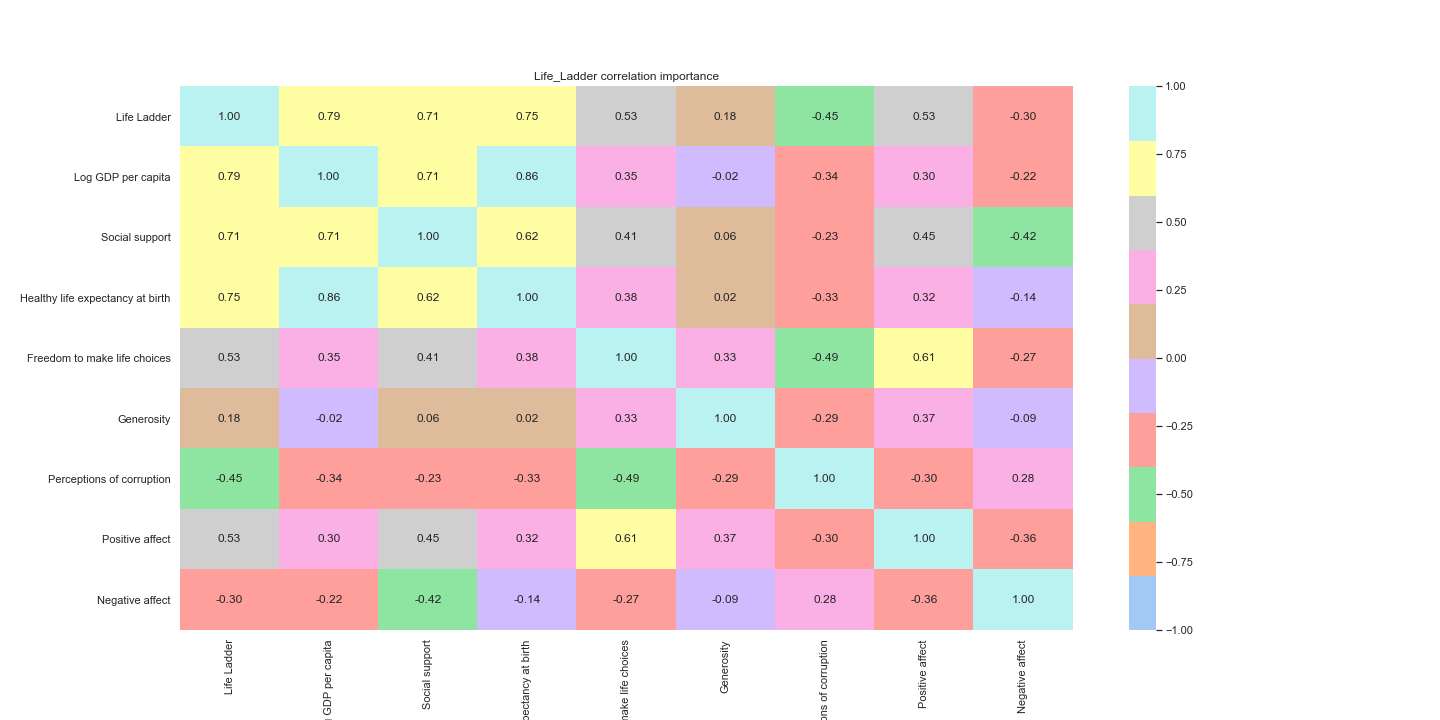 Life_Ladder correlation importance
Life Ladder 1.00 0.79 0.71 0.75 0.53 0.18 -0.45 0.53 -0.30
Log GDP per capita 0.79 1.00 0.71 0.86 0.35 -0.02 -0.34 0.30 -0.22
Social support 0.71 0.71 1.00 0.62 0.41 0.06 -0.23 0.45 -0.42
Healthy life expectancy at birth 0.75 0.86 0.62 1.00 0.38 0.02 -0.33 0.32 -0.14
Freedom to make life choices 0.53 0.35 0.41 0.38 1.00 0.33 -0.49 0.61 -0.27
Generosity 0.18 -0.02 0.06 0.02 0.33 1.00 -0.29 0.37 -0.09
Perceptions of corruption -0.45 -0.34 -0.23 -0.33 -0.49 -0.29 1.00 -0.30 0.28
Positive affect 0.53 0.30 0.45 0.32 0.61 0.37 -0.30 1.00 -0.36
Negative affect -0.30 -0.22 -0.42 -0.14 -0.27 -0.09 0.28 -0.36 1.00
Life Ladder
GDP per capita
Social support
pectancy at birth
make life choices
Generosity
ons of corruption
Positive affect
Negative affect
1.00
0.75
0.50
0.25
0.00
−0.25
−0.50
−0.75
−1.00